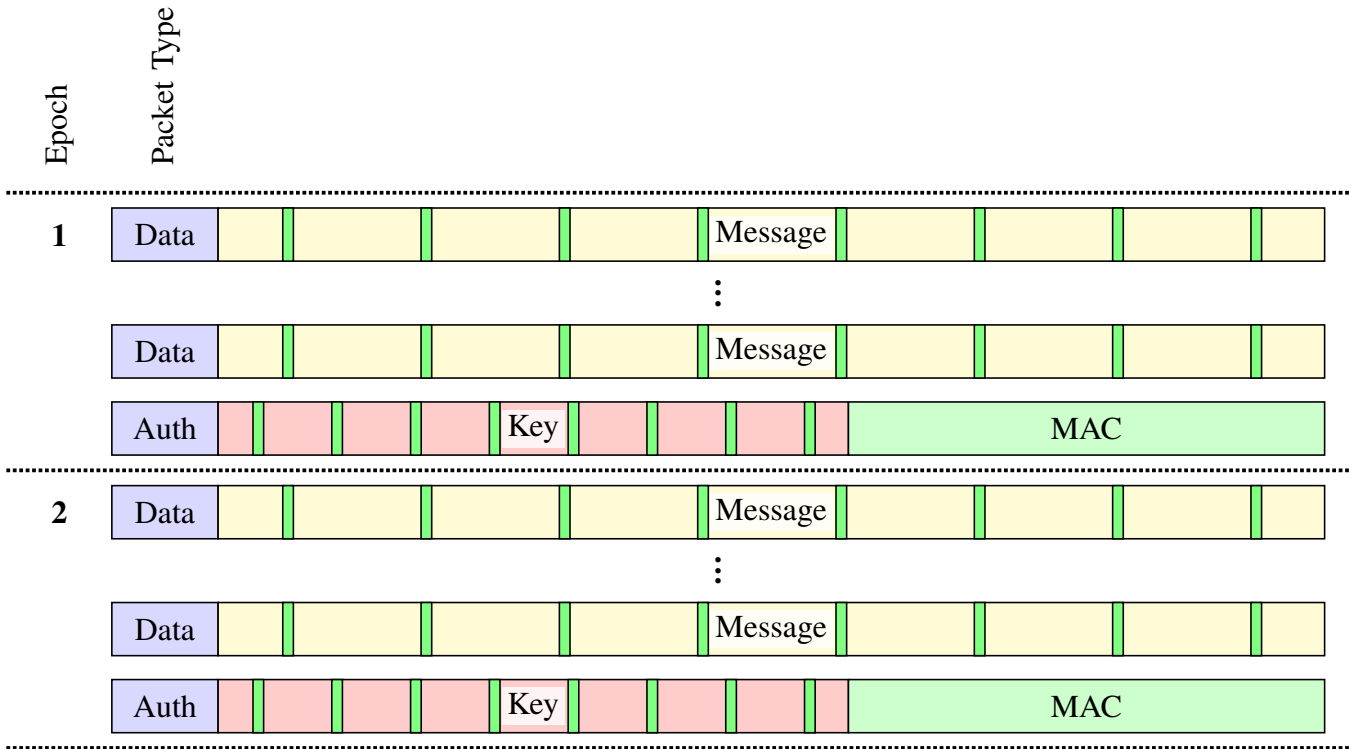 Epoch
Packet Type
1 Data Message
⋮
Data Message
Auth Key MAC
2 Data Message
⋮
Data Message
Auth Key MAC